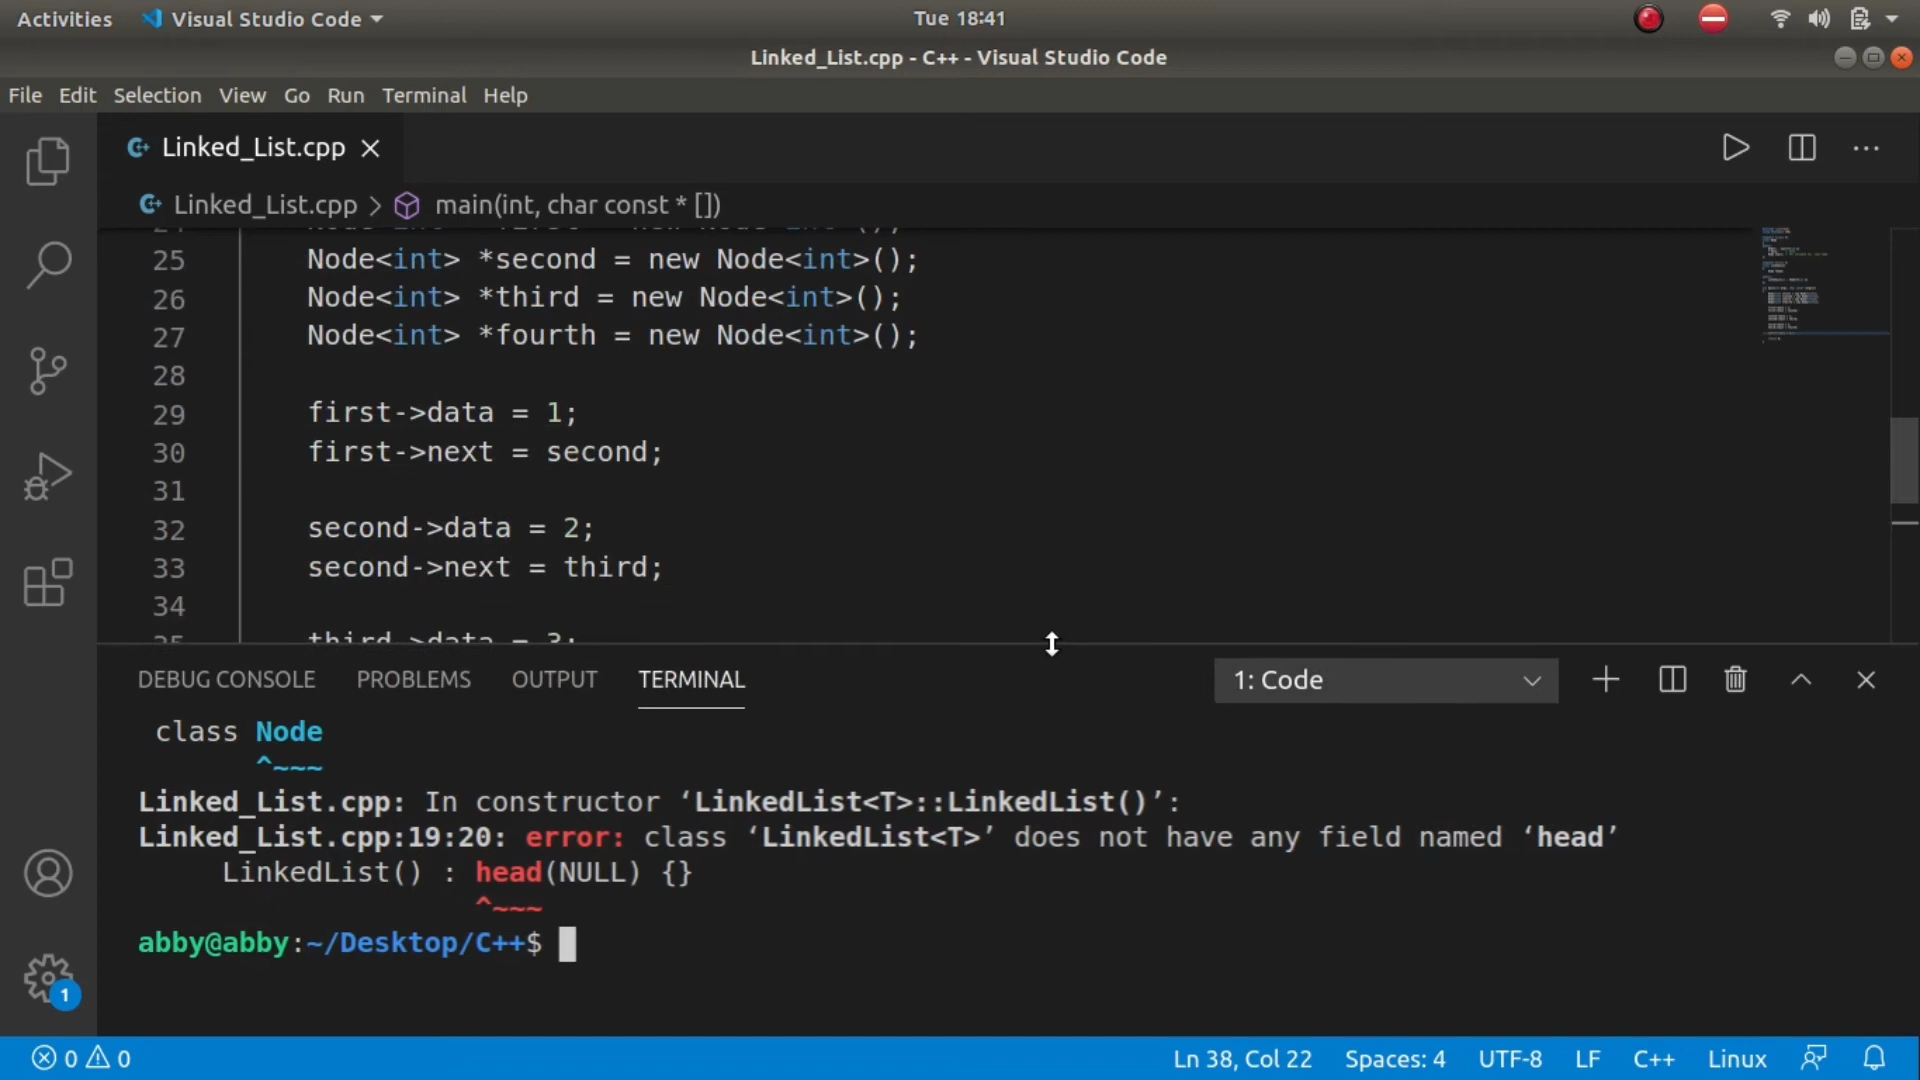 Activities Visual Studio Code Tue 18:41
Linked_List.cpp - C++ - Visual Studio Code
File Edit Selection View Go Run Terminal Help
Linked_List.cpp
Linked_List.cpp > main(int, char const * [])
25 Node<int> *second = new Node<int>();
26 Node<int> *third = new Node<int>();
27 Node<int> *fourth = new Node<int>();
28
29 first->data = 1;
30 first->next = second;
31
32 second->data = 2;
33 second->next = third;
34
35 third->data = 3;
DEBUG CONSOLE PROBLEMS OUTPUT TERMINAL 1: Code
class Node
^~~~
Linked_List.cpp: In constructor ‘LinkedList<T>::LinkedList()’:
Linked_List.cpp:19:20: error: class ‘LinkedList<T>’ does not have any field named ‘head’
LinkedList() : head(NULL) {}
^~~~
abby@abby:~/Desktop/C++$
1
0 0 Ln 38, Col 22 Spaces: 4 UTF-8 LF C++ Linux